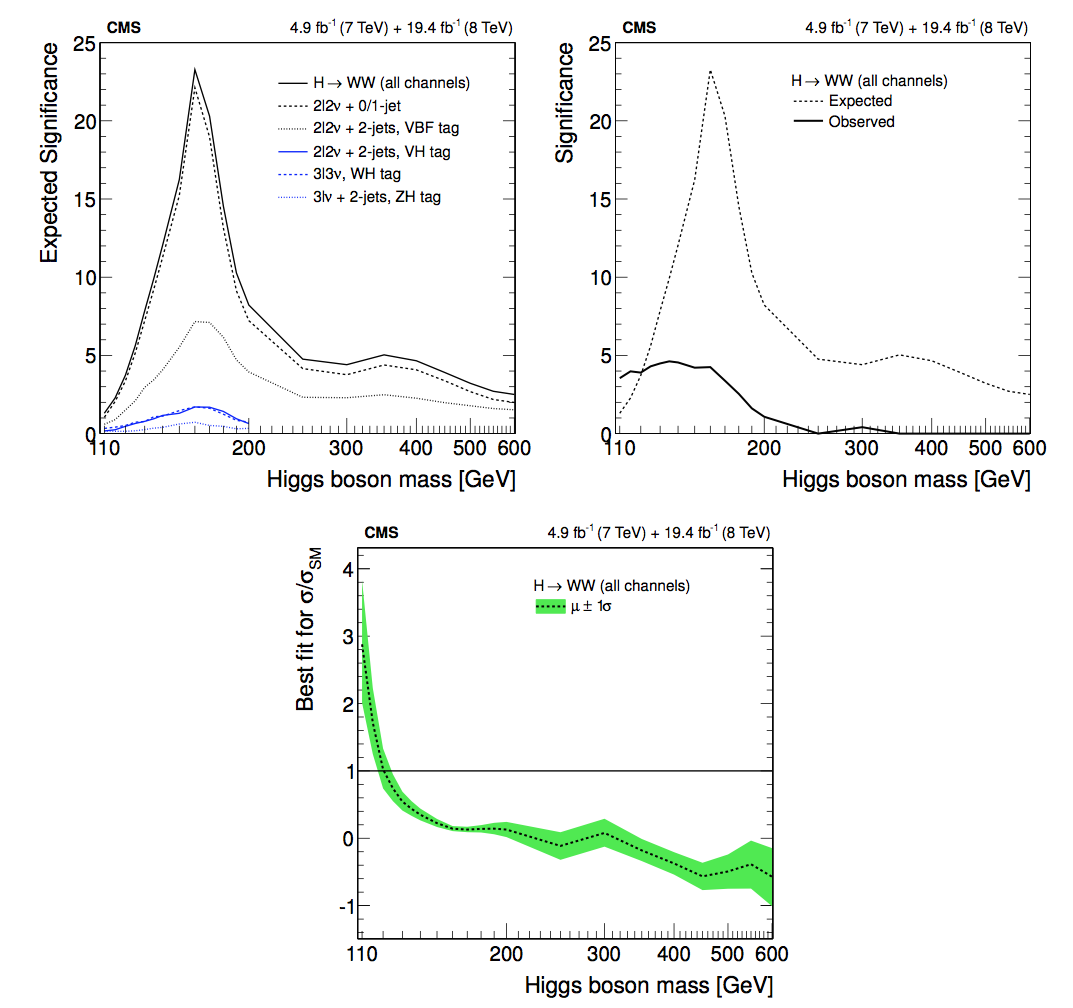 CMS 4.9 fb⁻¹ (7 TeV) + 19.4 fb⁻¹ (8 TeV)
Expected Significance
25
20
15
10
5
0
H → WW (all channels)
2l2ν + 0/1-jet
2l2ν + 2-jets, VBF tag
2l2ν + 2-jets, VH tag
3l3ν, WH tag
3lν + 2-jets, ZH tag
110 200 300 400 500 600
Higgs boson mass [GeV]
CMS 4.9 fb⁻¹ (7 TeV) + 19.4 fb⁻¹ (8 TeV)
Significance
25
20
15
10
5
0
H → WW (all channels)
Expected
Observed
110 200 300 400 500 600
Higgs boson mass [GeV]
CMS 4.9 fb⁻¹ (7 TeV) + 19.4 fb⁻¹ (8 TeV)
Best fit for σ/σSM
4
3
2
1
0
-1
H → WW (all channels)
μ ± 1σ
110 200 300 400 500 600
Higgs boson mass [GeV]